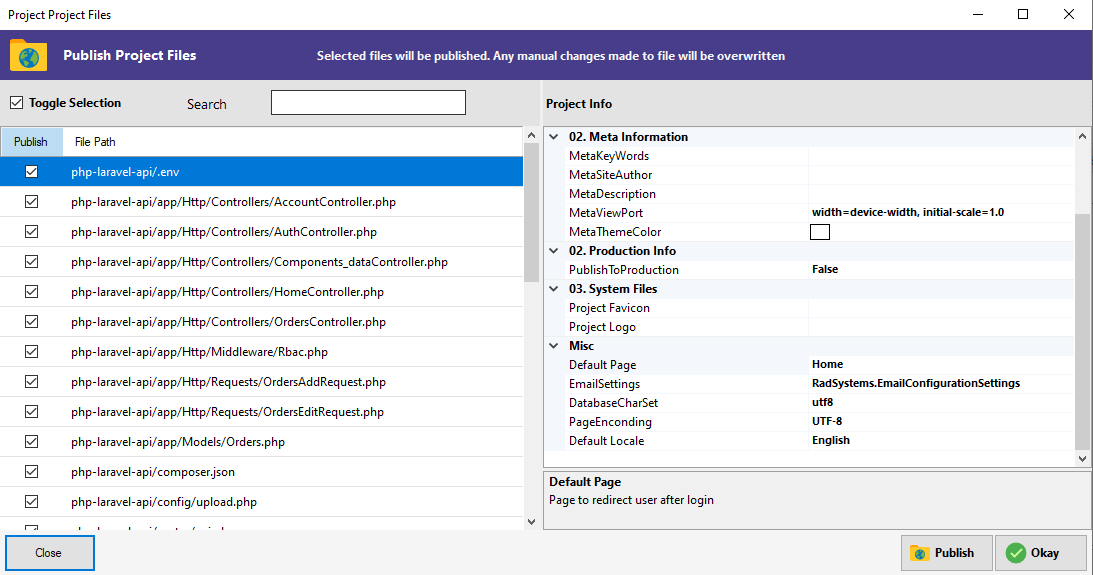 Project Project Files
Publish Project Files
Selected files will be published. Any manual changes made to file will be overwritten
Toggle Selection
Search
Project Info
Publish
File Path
php-laravel-api/.env
php-laravel-api/app/Http/Controllers/AccountController.php
php-laravel-api/app/Http/Controllers/AuthController.php
php-laravel-api/app/Http/Controllers/Components_dataController.php
php-laravel-api/app/Http/Controllers/HomeController.php
php-laravel-api/app/Http/Controllers/OrdersController.php
php-laravel-api/app/Http/Middleware/Rbac.php
php-laravel-api/app/Http/Requests/OrdersAddRequest.php
php-laravel-api/app/Http/Requests/OrdersEditRequest.php
php-laravel-api/app/Models/Orders.php
php-laravel-api/composer.json
php-laravel-api/config/upload.php
02. Meta Information
MetaKeyWords
MetaSiteAuthor
MetaDescription
MetaViewPort width=device-width, initial-scale=1.0
MetaThemeColor
02. Production Info
PublishToProduction False
03. System Files
Project Favicon
Project Logo
Misc
Default Page Home
EmailSettings RadSystems.EmailConfigurationSettings
DatabaseCharSet utf8
PageEnconding UTF-8
Default Locale English
Default Page
Page to redirect user after login
Close
Publish
Okay